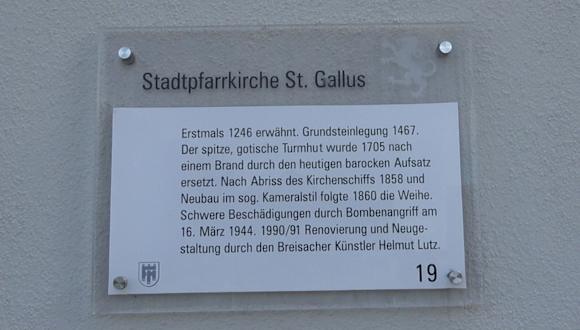 Stadtpfarrkirche St. Gallus
Erstmals 1246 erwähnt. Grundsteinlegung 1467.
Der spitze, gotische Turmhut wurde 1705 nach
einem Brand durch den heutigen barocken Aufsatz
ersetzt. Nach Abriss des Kirchenschiffs 1858 und
Neubau im sog. Kameralstil folgte 1860 die Weihe.
Schwere Beschädigungen durch Bombenangriff am
16. März 1944. 1990/91 Renovierung und Neuge-
staltung durch den Breisacher Künstler Helmut Lutz.
19